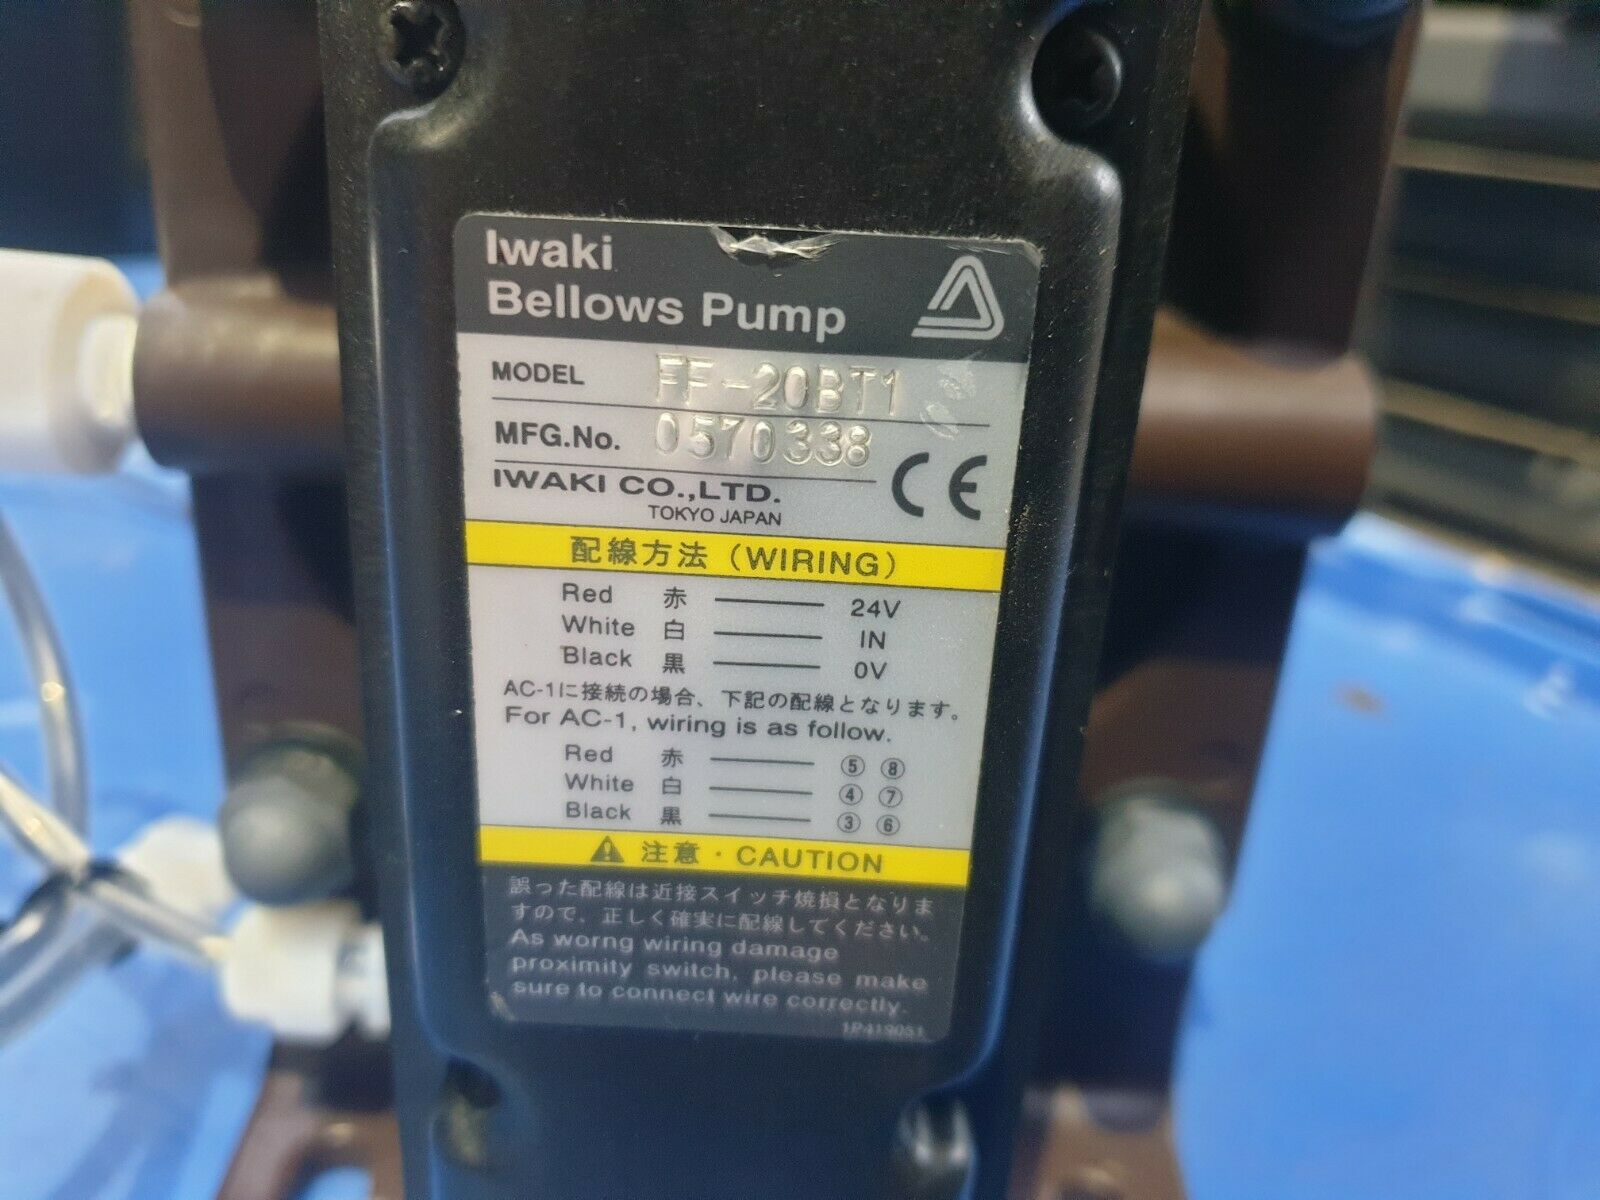 Iwaki
Bellows Pump
MODEL FF-20BT1
MFG.No. 0570338
IWAKI CO.,LTD.
TOKYO JAPAN
CE
配線方法 (WIRING)
Red 赤 24V
White 白 IN
Black 黒 0V
AC-1に接続の場合、下記の配線となります。
For AC-1, wiring is as follow.
Red 赤 ⑤ ⑧
White 白 ④ ⑦
Black 黒 ③ ⑥
注意・CAUTION
誤った配線は近接スイッチ焼損となりま
すので、正しく確実に配線してください。
As worng wiring damage
proximity switch, please make
sure to connect wire correctly.
1P419051